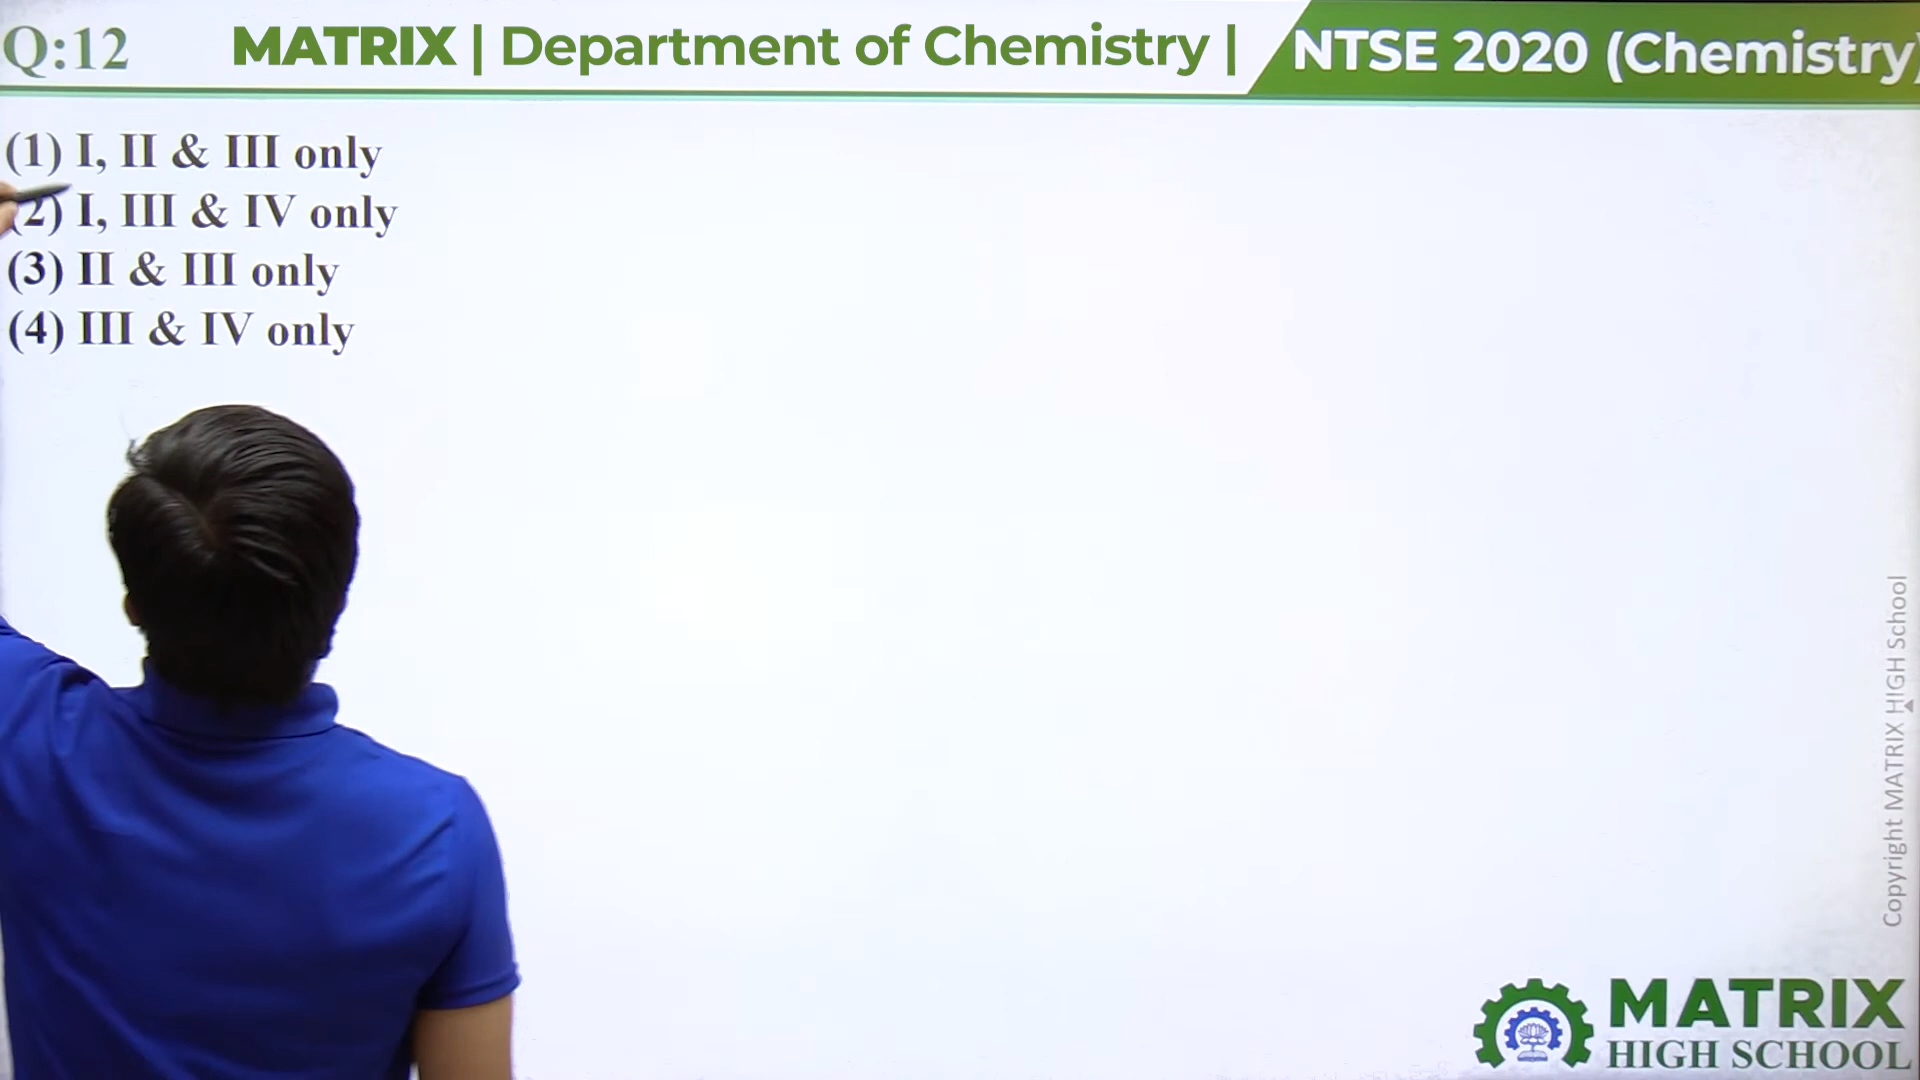 Q:12
MATRIX | Department of Chemistry |
NTSE 2020 (Chemistry)
(1) I, II & III only
(2) I, III & IV only
(3) II & III only
(4) III & IV only
Copyright MATRIX HIGH School
MATRIX
HIGH SCHOOL